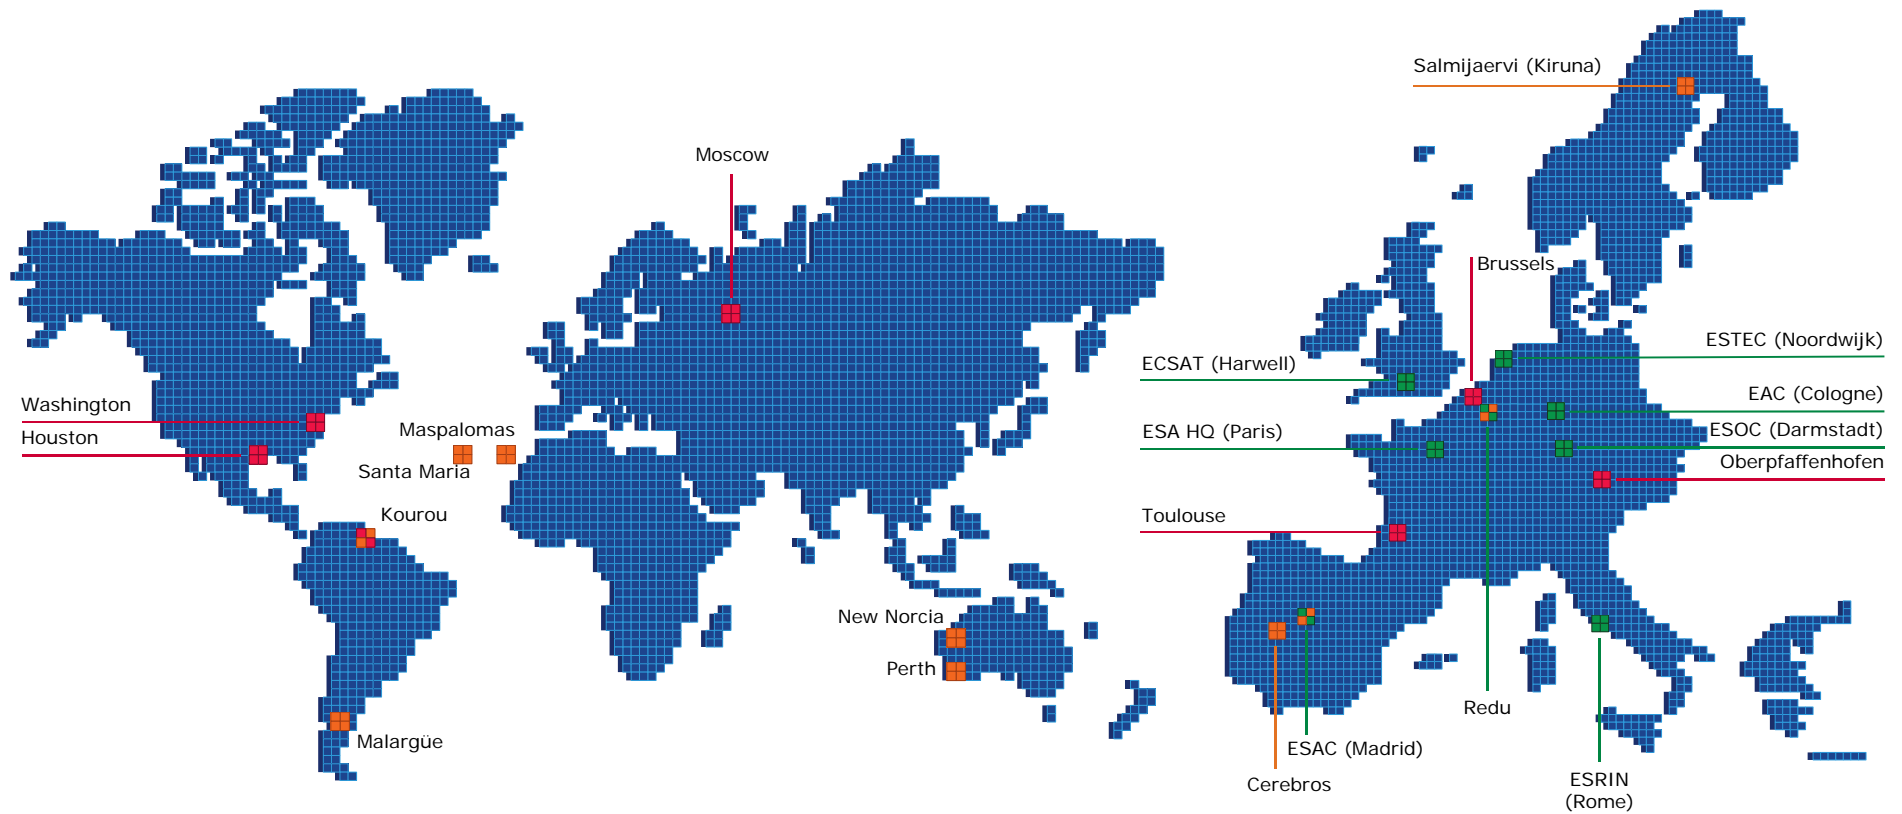 Salmijaervi (Kiruna)
Moscow
Brussels
ESTEC (Noordwijk)
ECSAT (Harwell)
EAC (Cologne)
Washington
Maspalomas
ESA HQ (Paris)
ESOC (Darmstadt)
Houston
Santa Maria
Oberpfaffenhofen
Kourou
Toulouse
New Norcia
Perth
Redu
Malargüe
ESAC (Madrid)
Cerebros
ESRIN
(Rome)